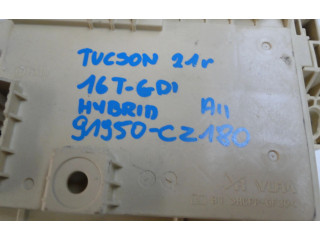 TUCSON 21r
16T-GDI
HYBRID A11
91950-CZ180